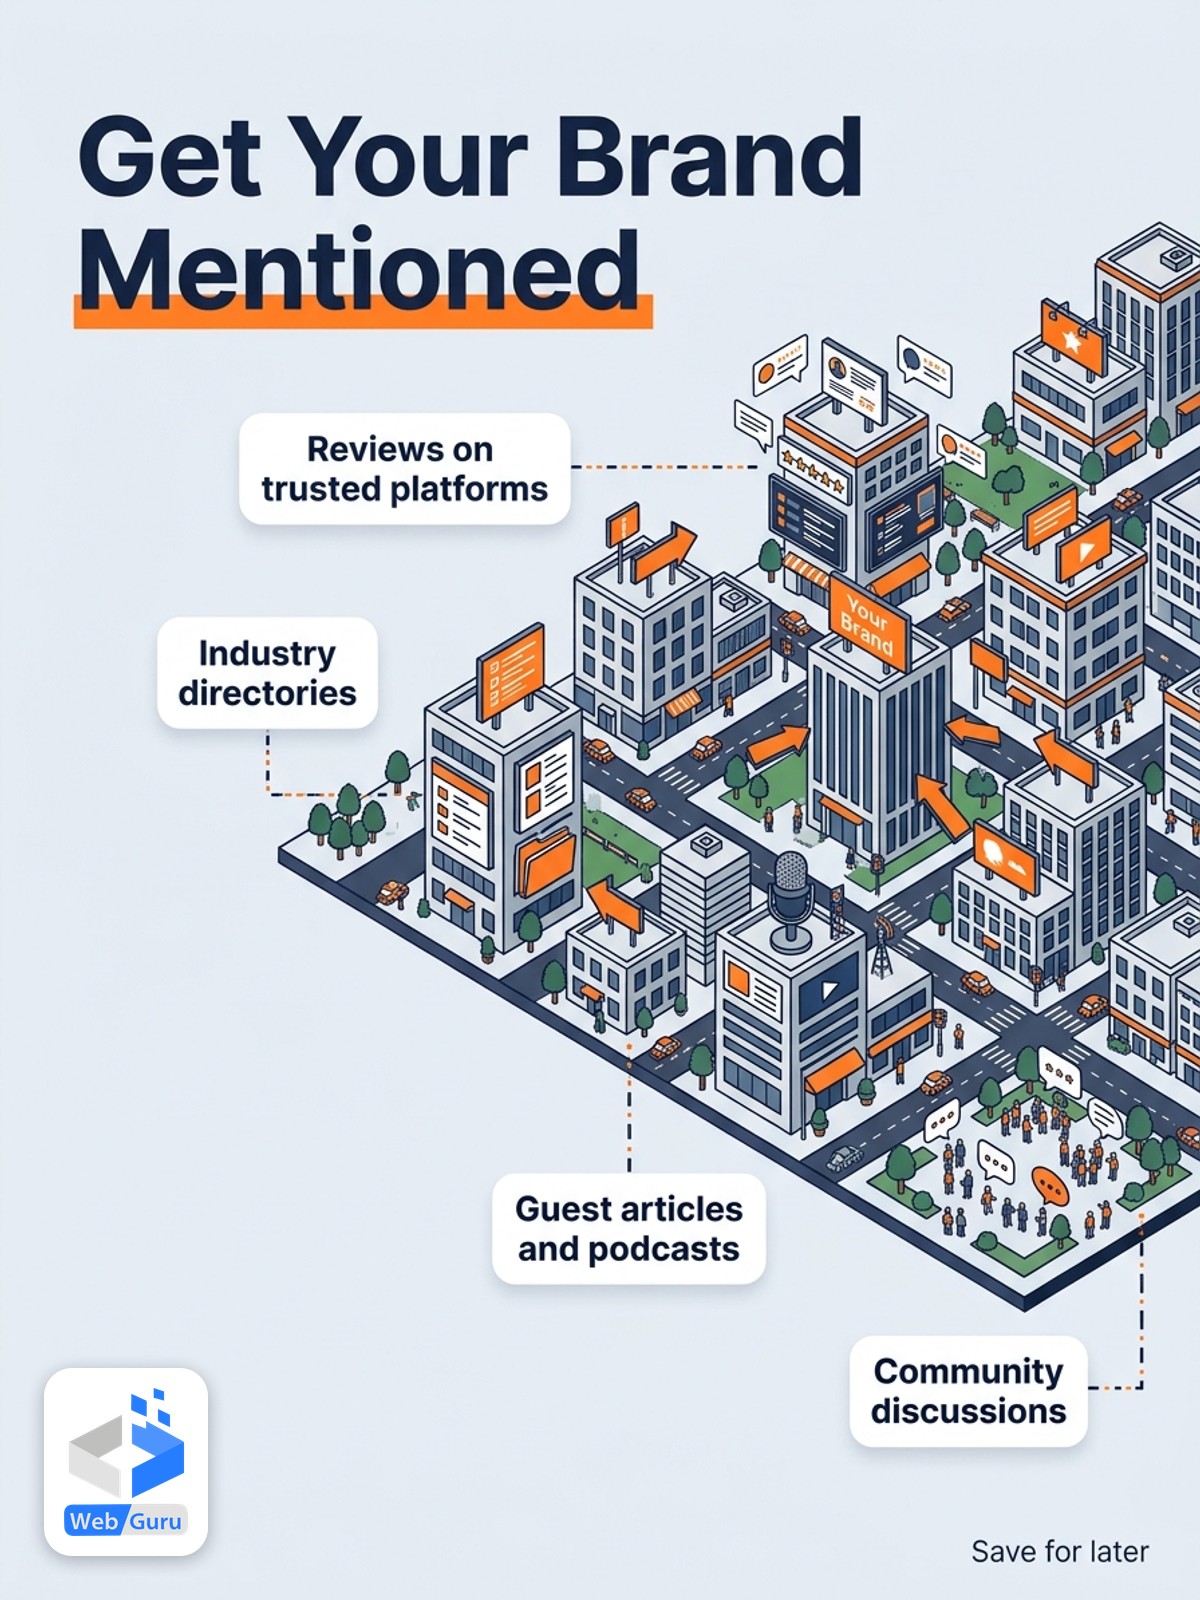 Get Your Brand
Mentioned
Reviews on
trusted platforms
Your
Brand
Industry
directories
Guest articles
and podcasts
Community
discussions
Web/Guru
Save for later